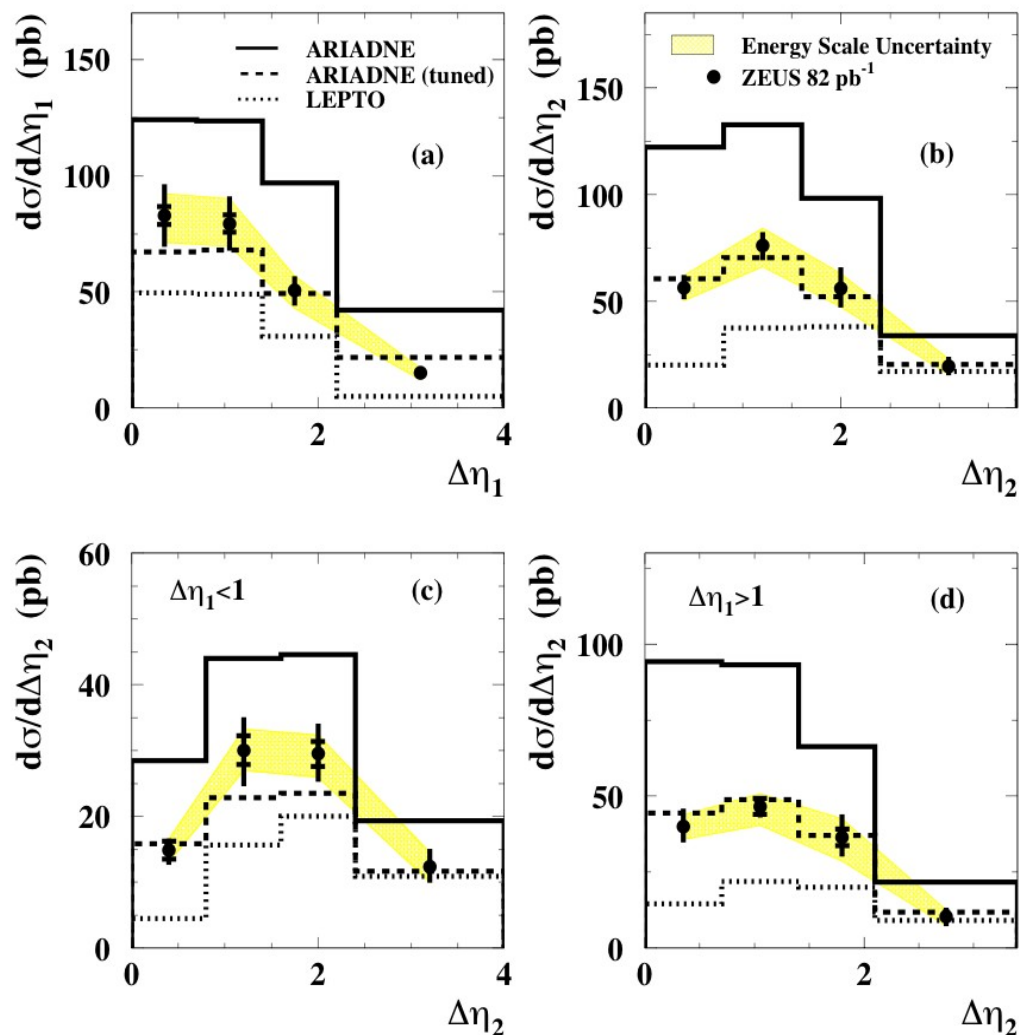 dσ/dΔη₁ (pb)
150
100
50
0
0 2 4
Δη₁
ARIADNE
ARIADNE (tuned)
LEPTO
(a)
dσ/dΔη₂ (pb)
150
100
50
0
0 2
Δη₂
Energy Scale Uncertainty
ZEUS 82 pb⁻¹
(b)
dσ/dΔη₂ (pb)
60
40
20
0
0 2 4
Δη₂
Δη₁<1
(c)
dσ/dΔη₂ (pb)
100
50
0
0 2
Δη₂
Δη₁>1
(d)